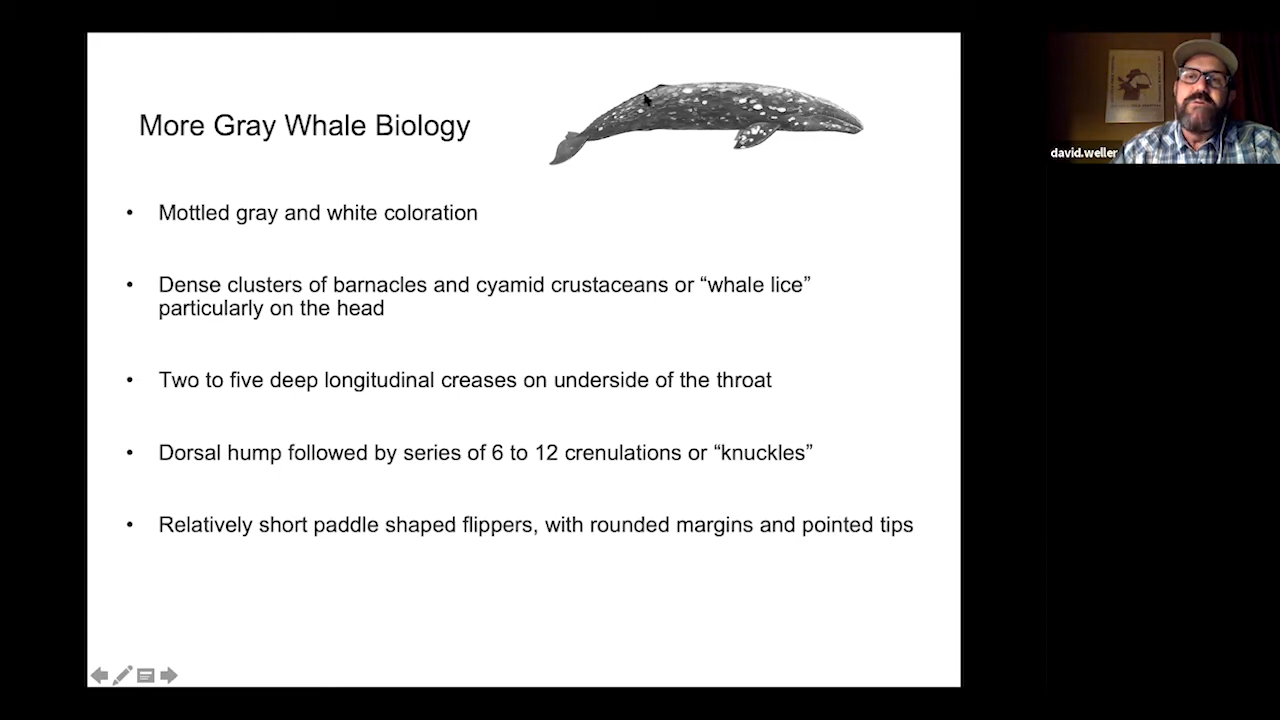 More Gray Whale Biology
• Mottled gray and white coloration
• Dense clusters of barnacles and cyamid crustaceans or “whale lice”
particularly on the head
• Two to five deep longitudinal creases on underside of the throat
• Dorsal hump followed by series of 6 to 12 crenulations or “knuckles”
• Relatively short paddle shaped flippers, with rounded margins and pointed tips
david.weller